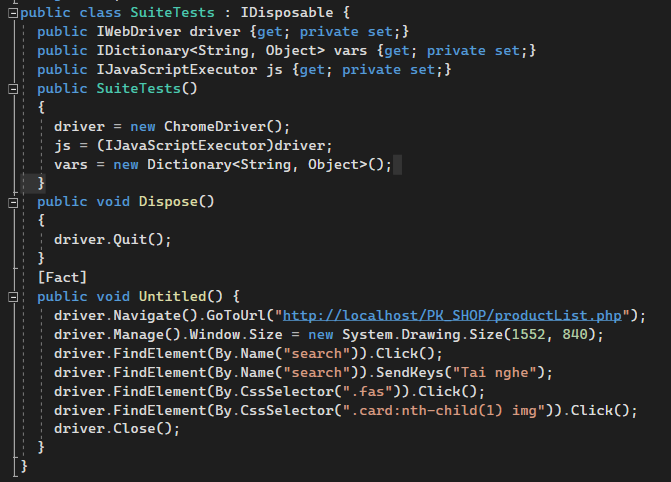 public class SuiteTests : IDisposable {
public IWebDriver driver {get; private set;}
public IDictionary<String, Object> vars {get; private set;}
public IJavaScriptExecutor js {get; private set;}
public SuiteTests()
{
driver = new ChromeDriver();
js = (IJavaScriptExecutor)driver;
vars = new Dictionary<String, Object>();
}
public void Dispose()
{
driver.Quit();
}
[Fact]
public void Untitled() {
driver.Navigate().GoToUrl("http://localhost/PK_SHOP/productList.php");
driver.Manage().Window.Size = new System.Drawing.Size(1552, 840);
driver.FindElement(By.Name("search")).Click();
driver.FindElement(By.Name("search")).SendKeys("Tai nghe");
driver.FindElement(By.CssSelector(".fas")).Click();
driver.FindElement(By.CssSelector(".card:nth-child(1) img")).Click();
driver.Close();
}
}